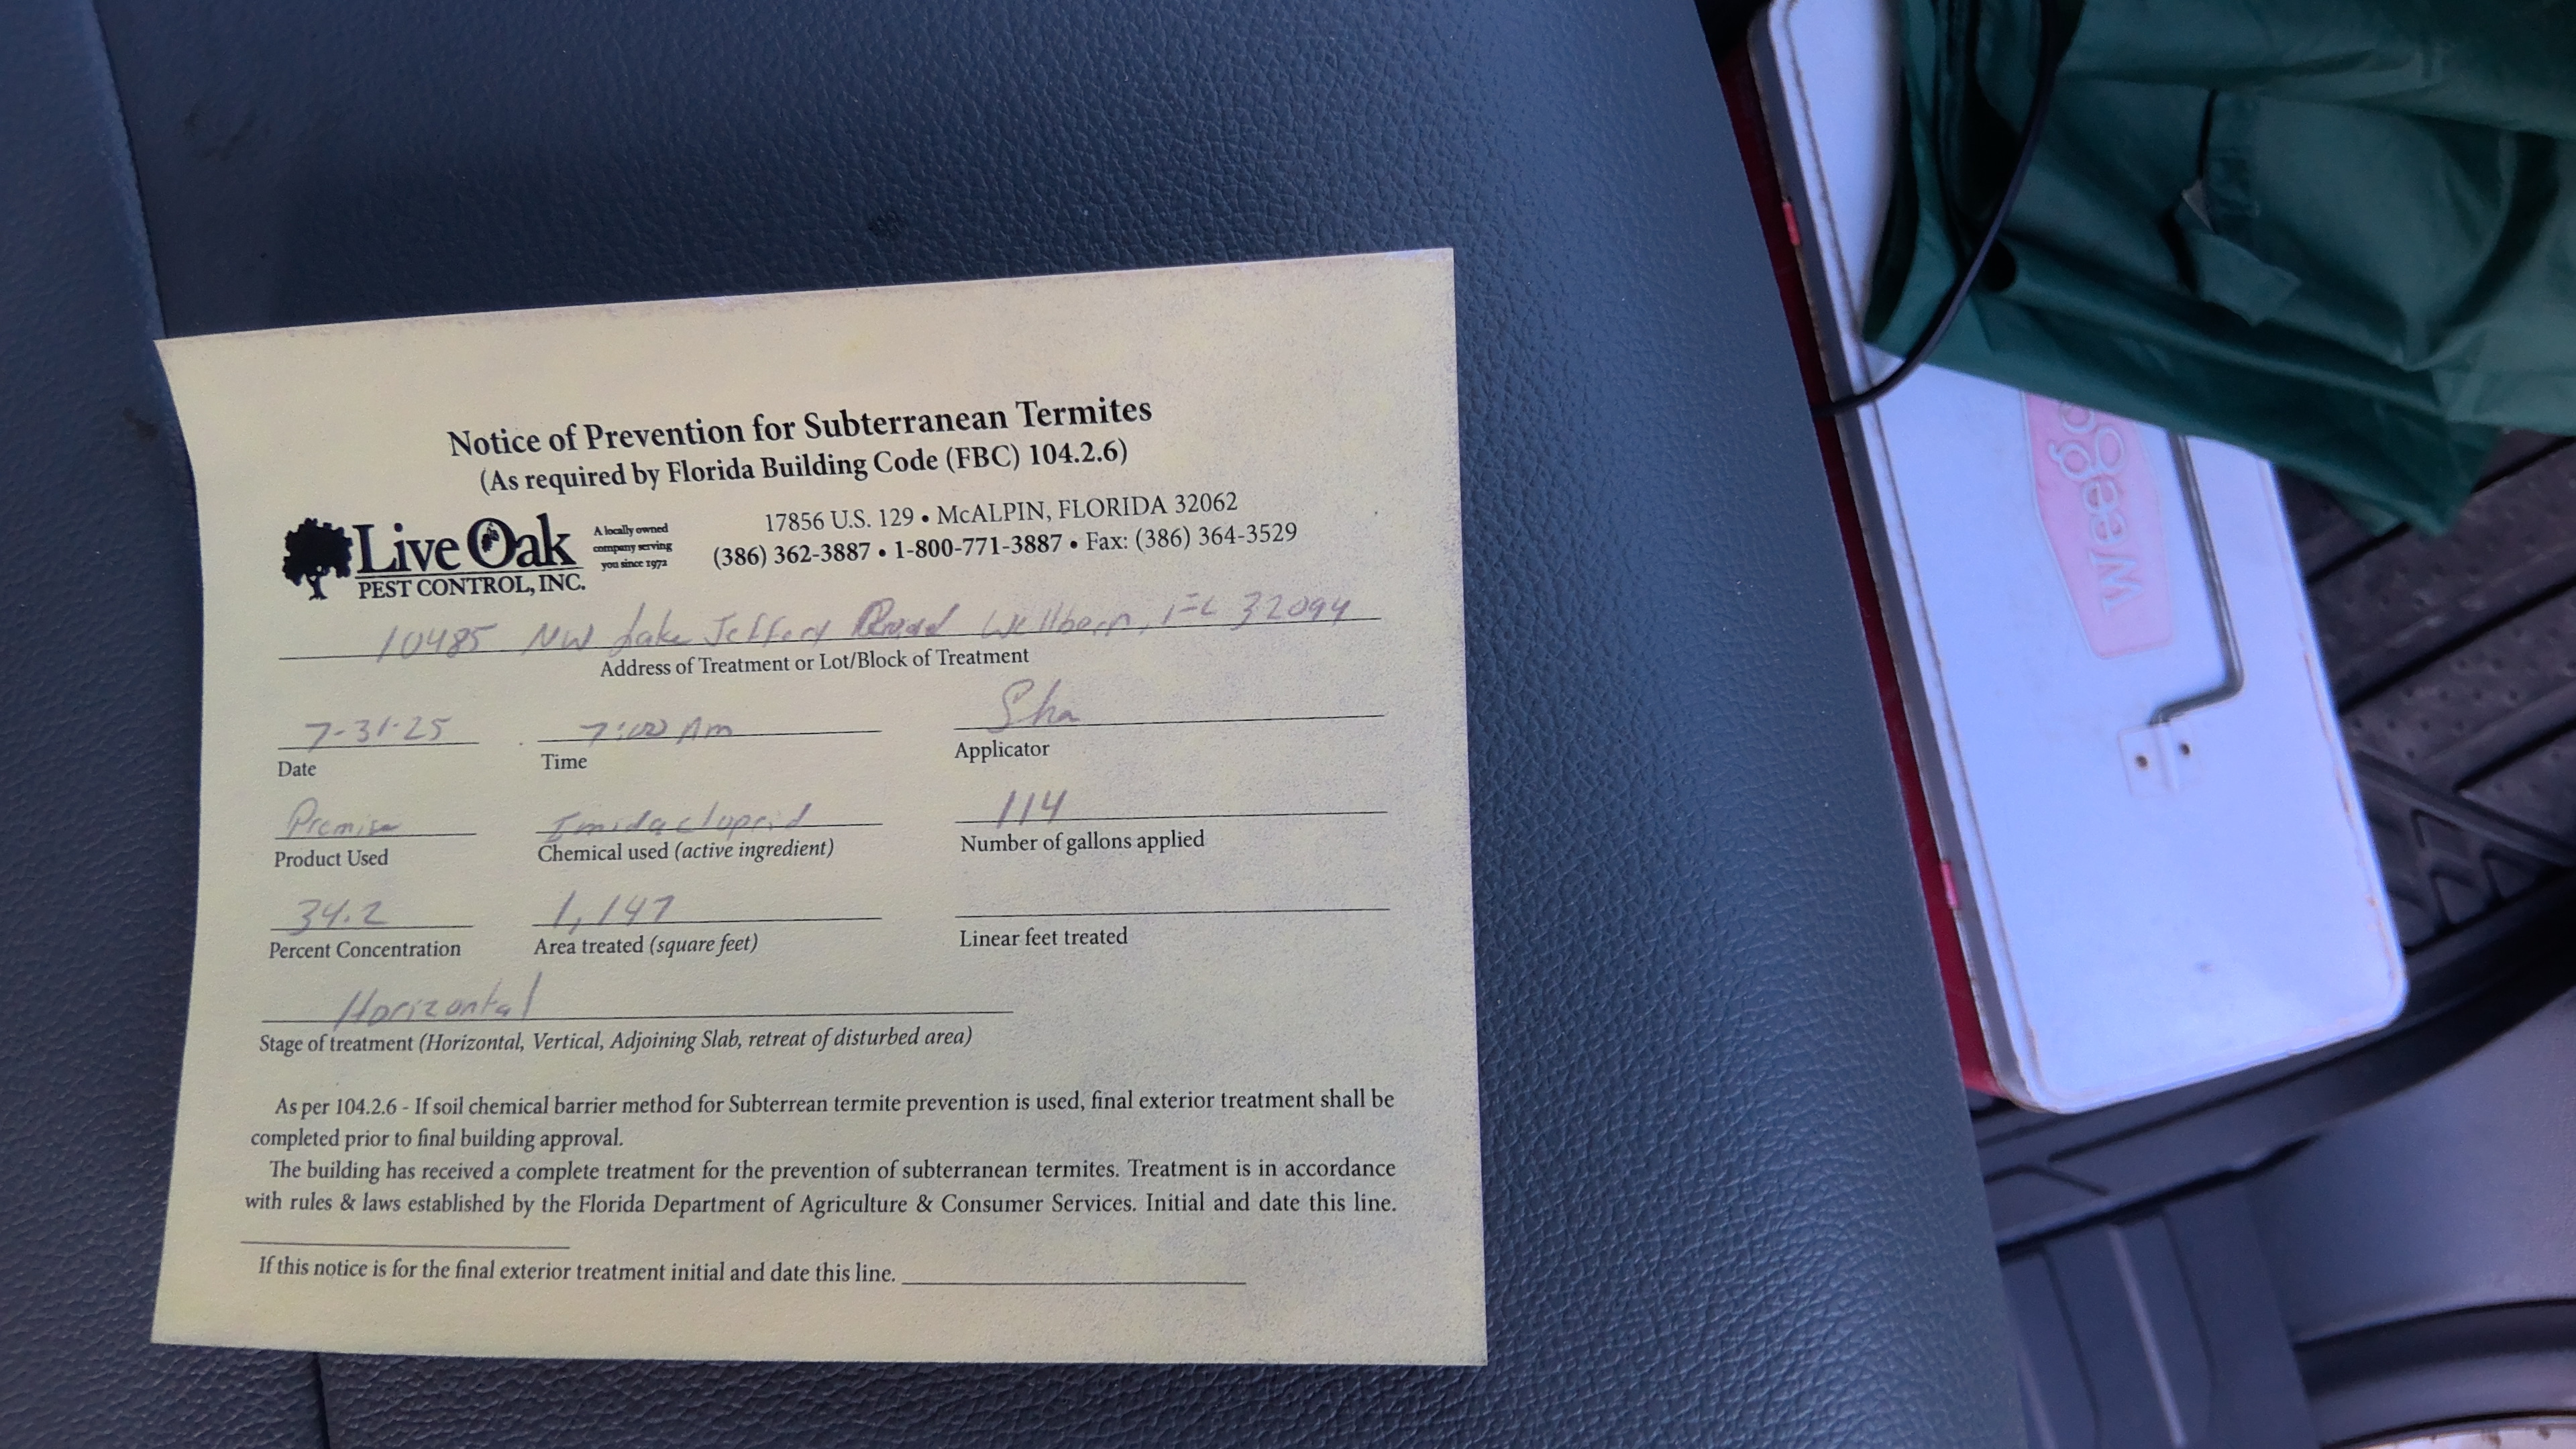 Notice of Prevention for Subterranean Termites
(As required by Florida Building Code (FBC) 104.2.6)
Live Oak
PEST CONTROL, INC.
A locally owned
company serving
you since 1972
17856 U.S. 129 • McALPIN, FLORIDA 32062
(386) 362-3887 • 1-800-771-3887 • Fax: (386) 364-3529
10485 NW Lake Jeffery Road Wellborn, FL 32094
Address of Treatment or Lot/Block of Treatment
7-31-25 7:00 Am
Date Time Applicator
Premise Imidacloprid 114
Product Used Chemical used (active ingredient) Number of gallons applied
34.2 1,147
Percent Concentration Area treated (square feet) Linear feet treated
Horizontal
Stage of treatment (Horizontal, Vertical, Adjoining Slab, retreat of disturbed area)
As per 104.2.6 - If soil chemical barrier method for Subterrean termite prevention is used, final exterior treatment shall be
completed prior to final building approval.
The building has received a complete treatment for the prevention of subterranean termites. Treatment is in accordance
with rules & laws established by the Florida Department of Agriculture & Consumer Services. Initial and date this line.
If this notice is for the final exterior treatment initial and date this line.